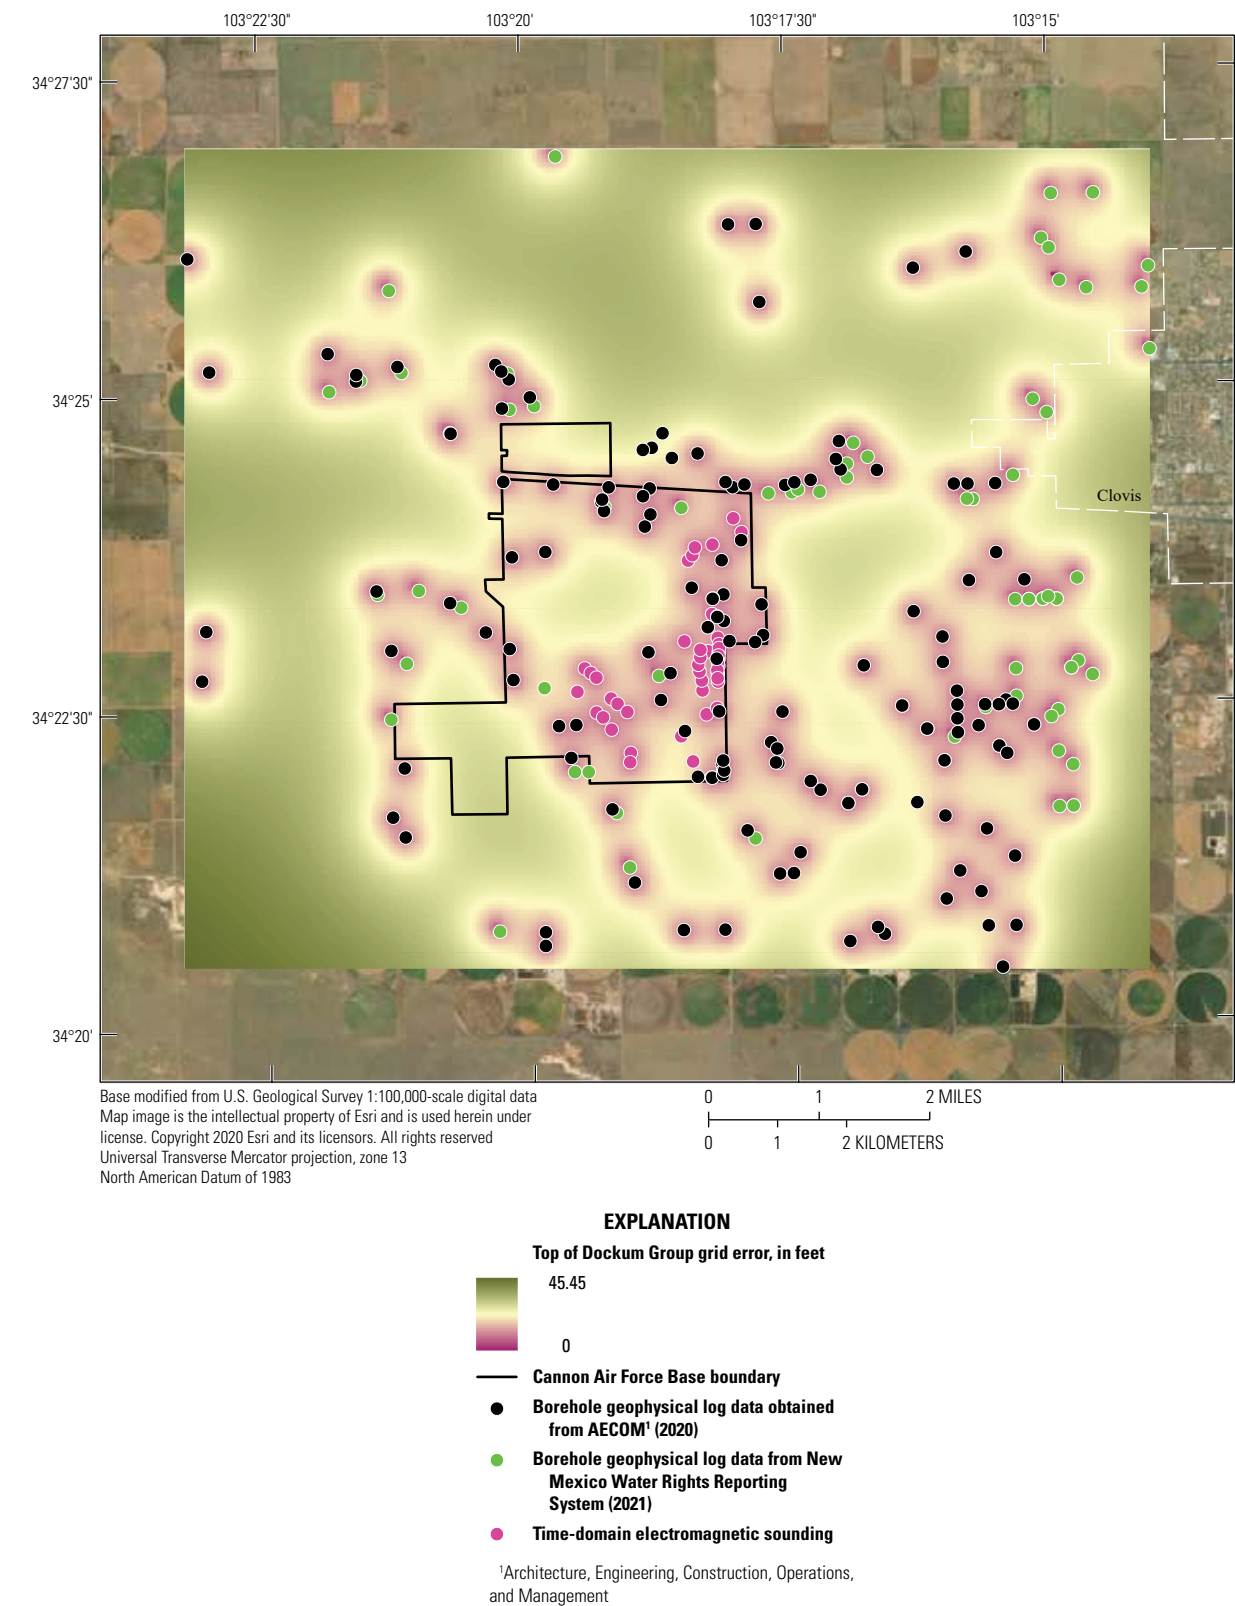 103°22'30" 103°20' 103°17'30" 103°15'
34°27'30"
34°25'
Clovis
34°22'30"
34°20'
Base modified from U.S. Geological Survey 1:100,000-scale digital data
Map image is the intellectual property of Esri and is used herein under
license. Copyright 2020 Esri and its licensors. All rights reserved
Universal Transverse Mercator projection, zone 13
North American Datum of 1983
0 1 2 MILES
0 1 2 KILOMETERS
EXPLANATION
Top of Dockum Group grid error, in feet
45.45
0
Cannon Air Force Base boundary
Borehole geophysical log data obtained
from AECOM¹ (2020)
Borehole geophysical log data from New
Mexico Water Rights Reporting
System (2021)
Time-domain electromagnetic sounding
¹Architecture, Engineering, Construction, Operations,
and Management